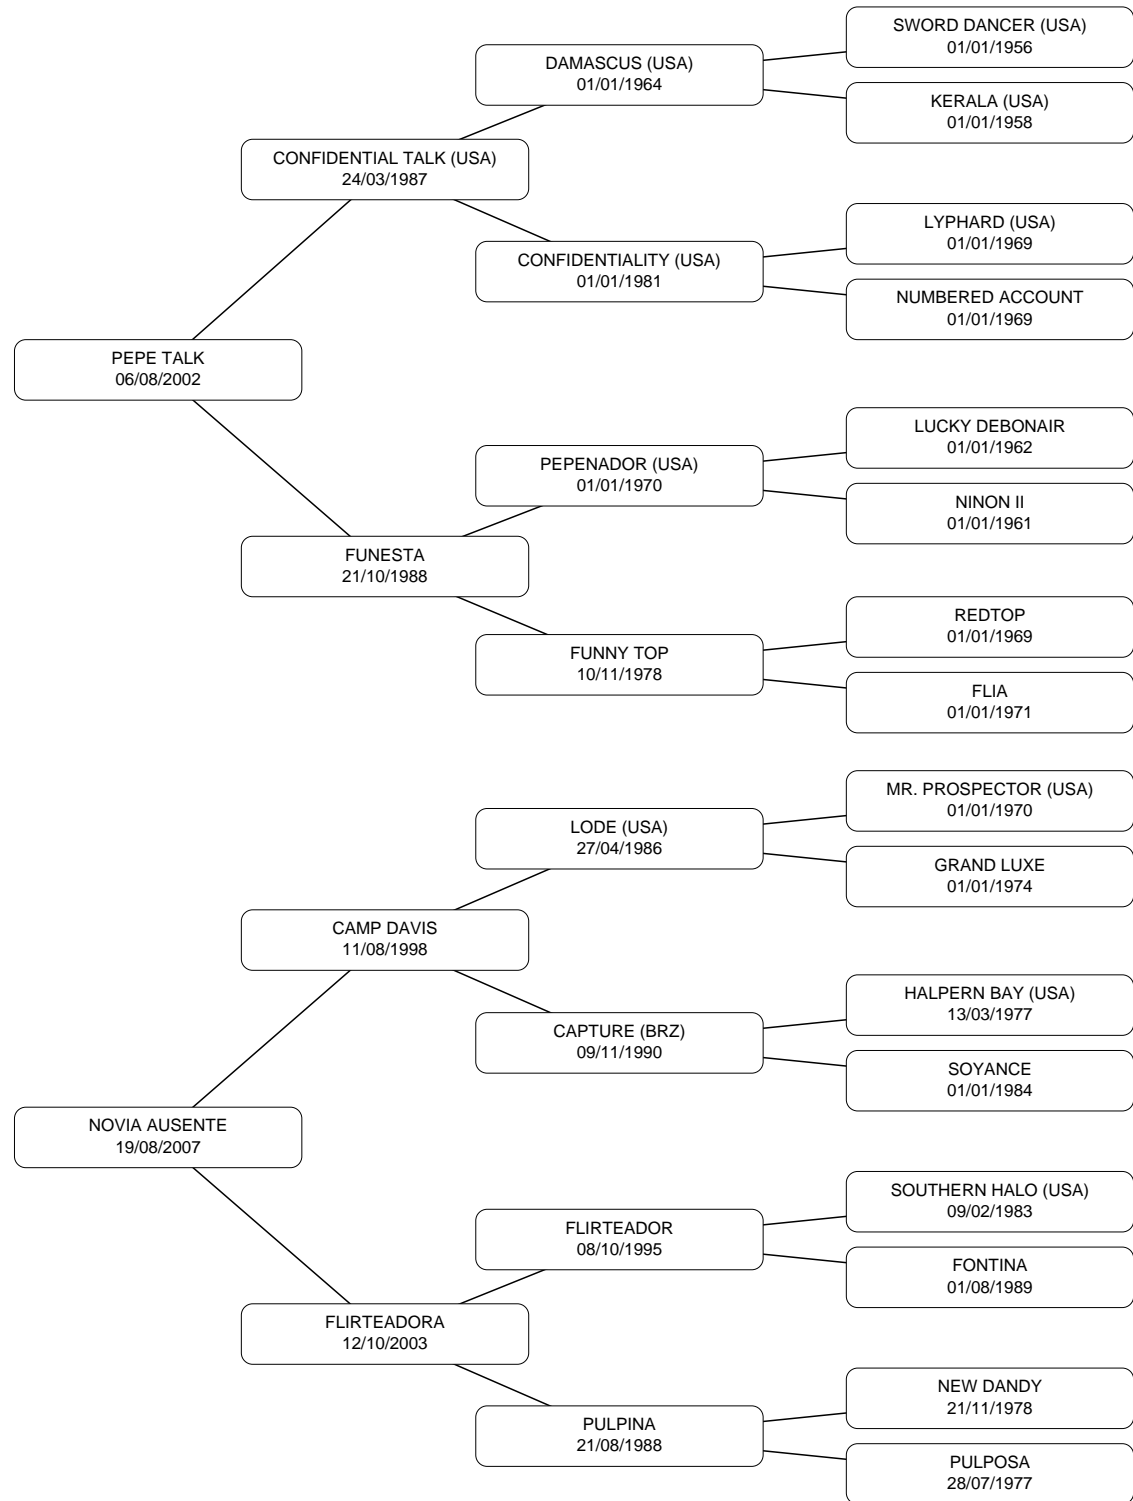 SWORD DANCER (USA)
01/01/1956
DAMASCUS (USA)
01/01/1964
KERALA (USA)
01/01/1958
CONFIDENTIAL TALK (USA)
24/03/1987
LYPHARD (USA)
01/01/1969
CONFIDENTIALITY (USA)
01/01/1981
NUMBERED ACCOUNT
01/01/1969
PEPE TALK
06/08/2002
LUCKY DEBONAIR
01/01/1962
PEPENADOR (USA)
01/01/1970
NINON II
01/01/1961
FUNESTA
21/10/1988
REDTOP
01/01/1969
FUNNY TOP
10/11/1978
FLIA
01/01/1971
MR. PROSPECTOR (USA)
01/01/1970
LODE (USA)
27/04/1986
GRAND LUXE
01/01/1974
CAMP DAVIS
11/08/1998
HALPERN BAY (USA)
13/03/1977
CAPTURE (BRZ)
09/11/1990
SOYANCE
01/01/1984
NOVIA AUSENTE
19/08/2007
SOUTHERN HALO (USA)
09/02/1983
FLIRTEADOR
08/10/1995
FONTINA
01/08/1989
FLIRTEADORA
12/10/2003
NEW DANDY
21/11/1978
PULPINA
21/08/1988
PULPOSA
28/07/1977